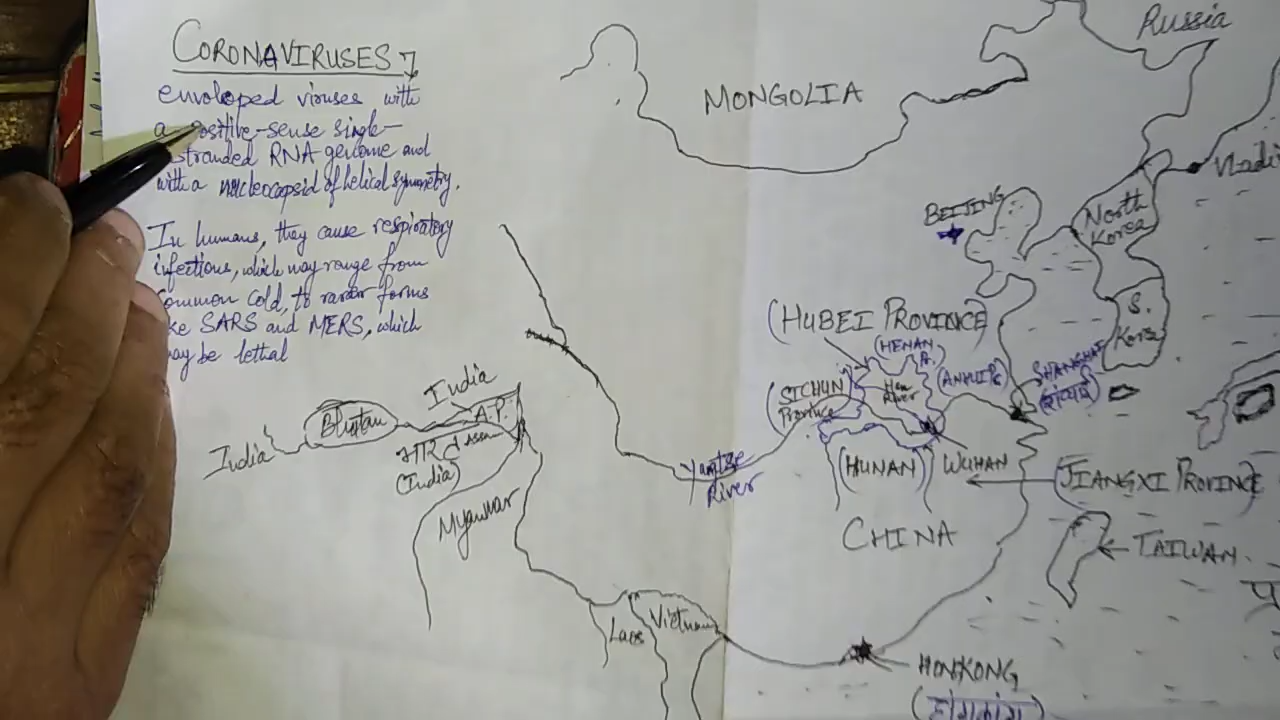 CORONAVIRUSES
enveloped viruses with
a positive-sense single-
stranded RNA genome and
with a nucleocapsid of helical symmetry.
In humans, they cause respiratory
infections, which may range from
common cold, to rarer forms
like SARS and MERS, which
may be lethal
MONGOLIA
Russia
BEIJING
North
Korea
S.
Korea
(HUBEI PROVINCE)
(HENAN
P.)
(ANHUI P)
SHANGHAI
(SICHUN
Province)
River
Yantze
River
(HUNAN)
WUHAN
JIANGXI PROVINCE
CHINA
TAIWAN
India
Bhutan
A.P.
India
(India)
Myanmar
Laos
Vietnam
HONKONG
(हांगकांग)